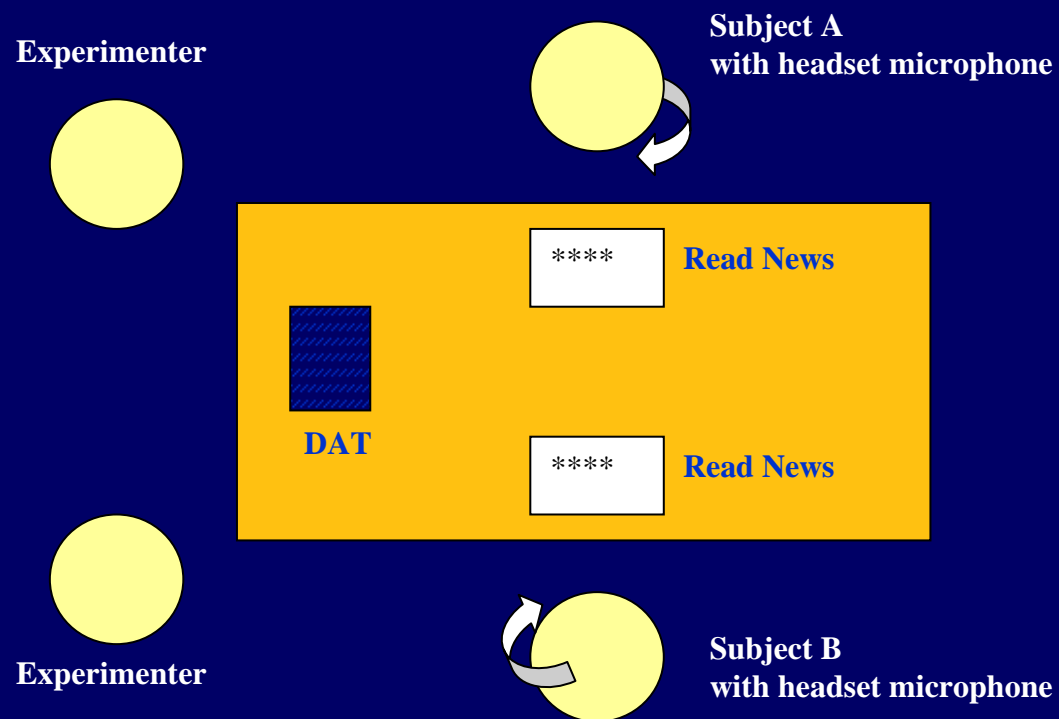 Experimenter
Subject A
with headset microphone
**** Read News
DAT
**** Read News
Experimenter
Subject B
with headset microphone